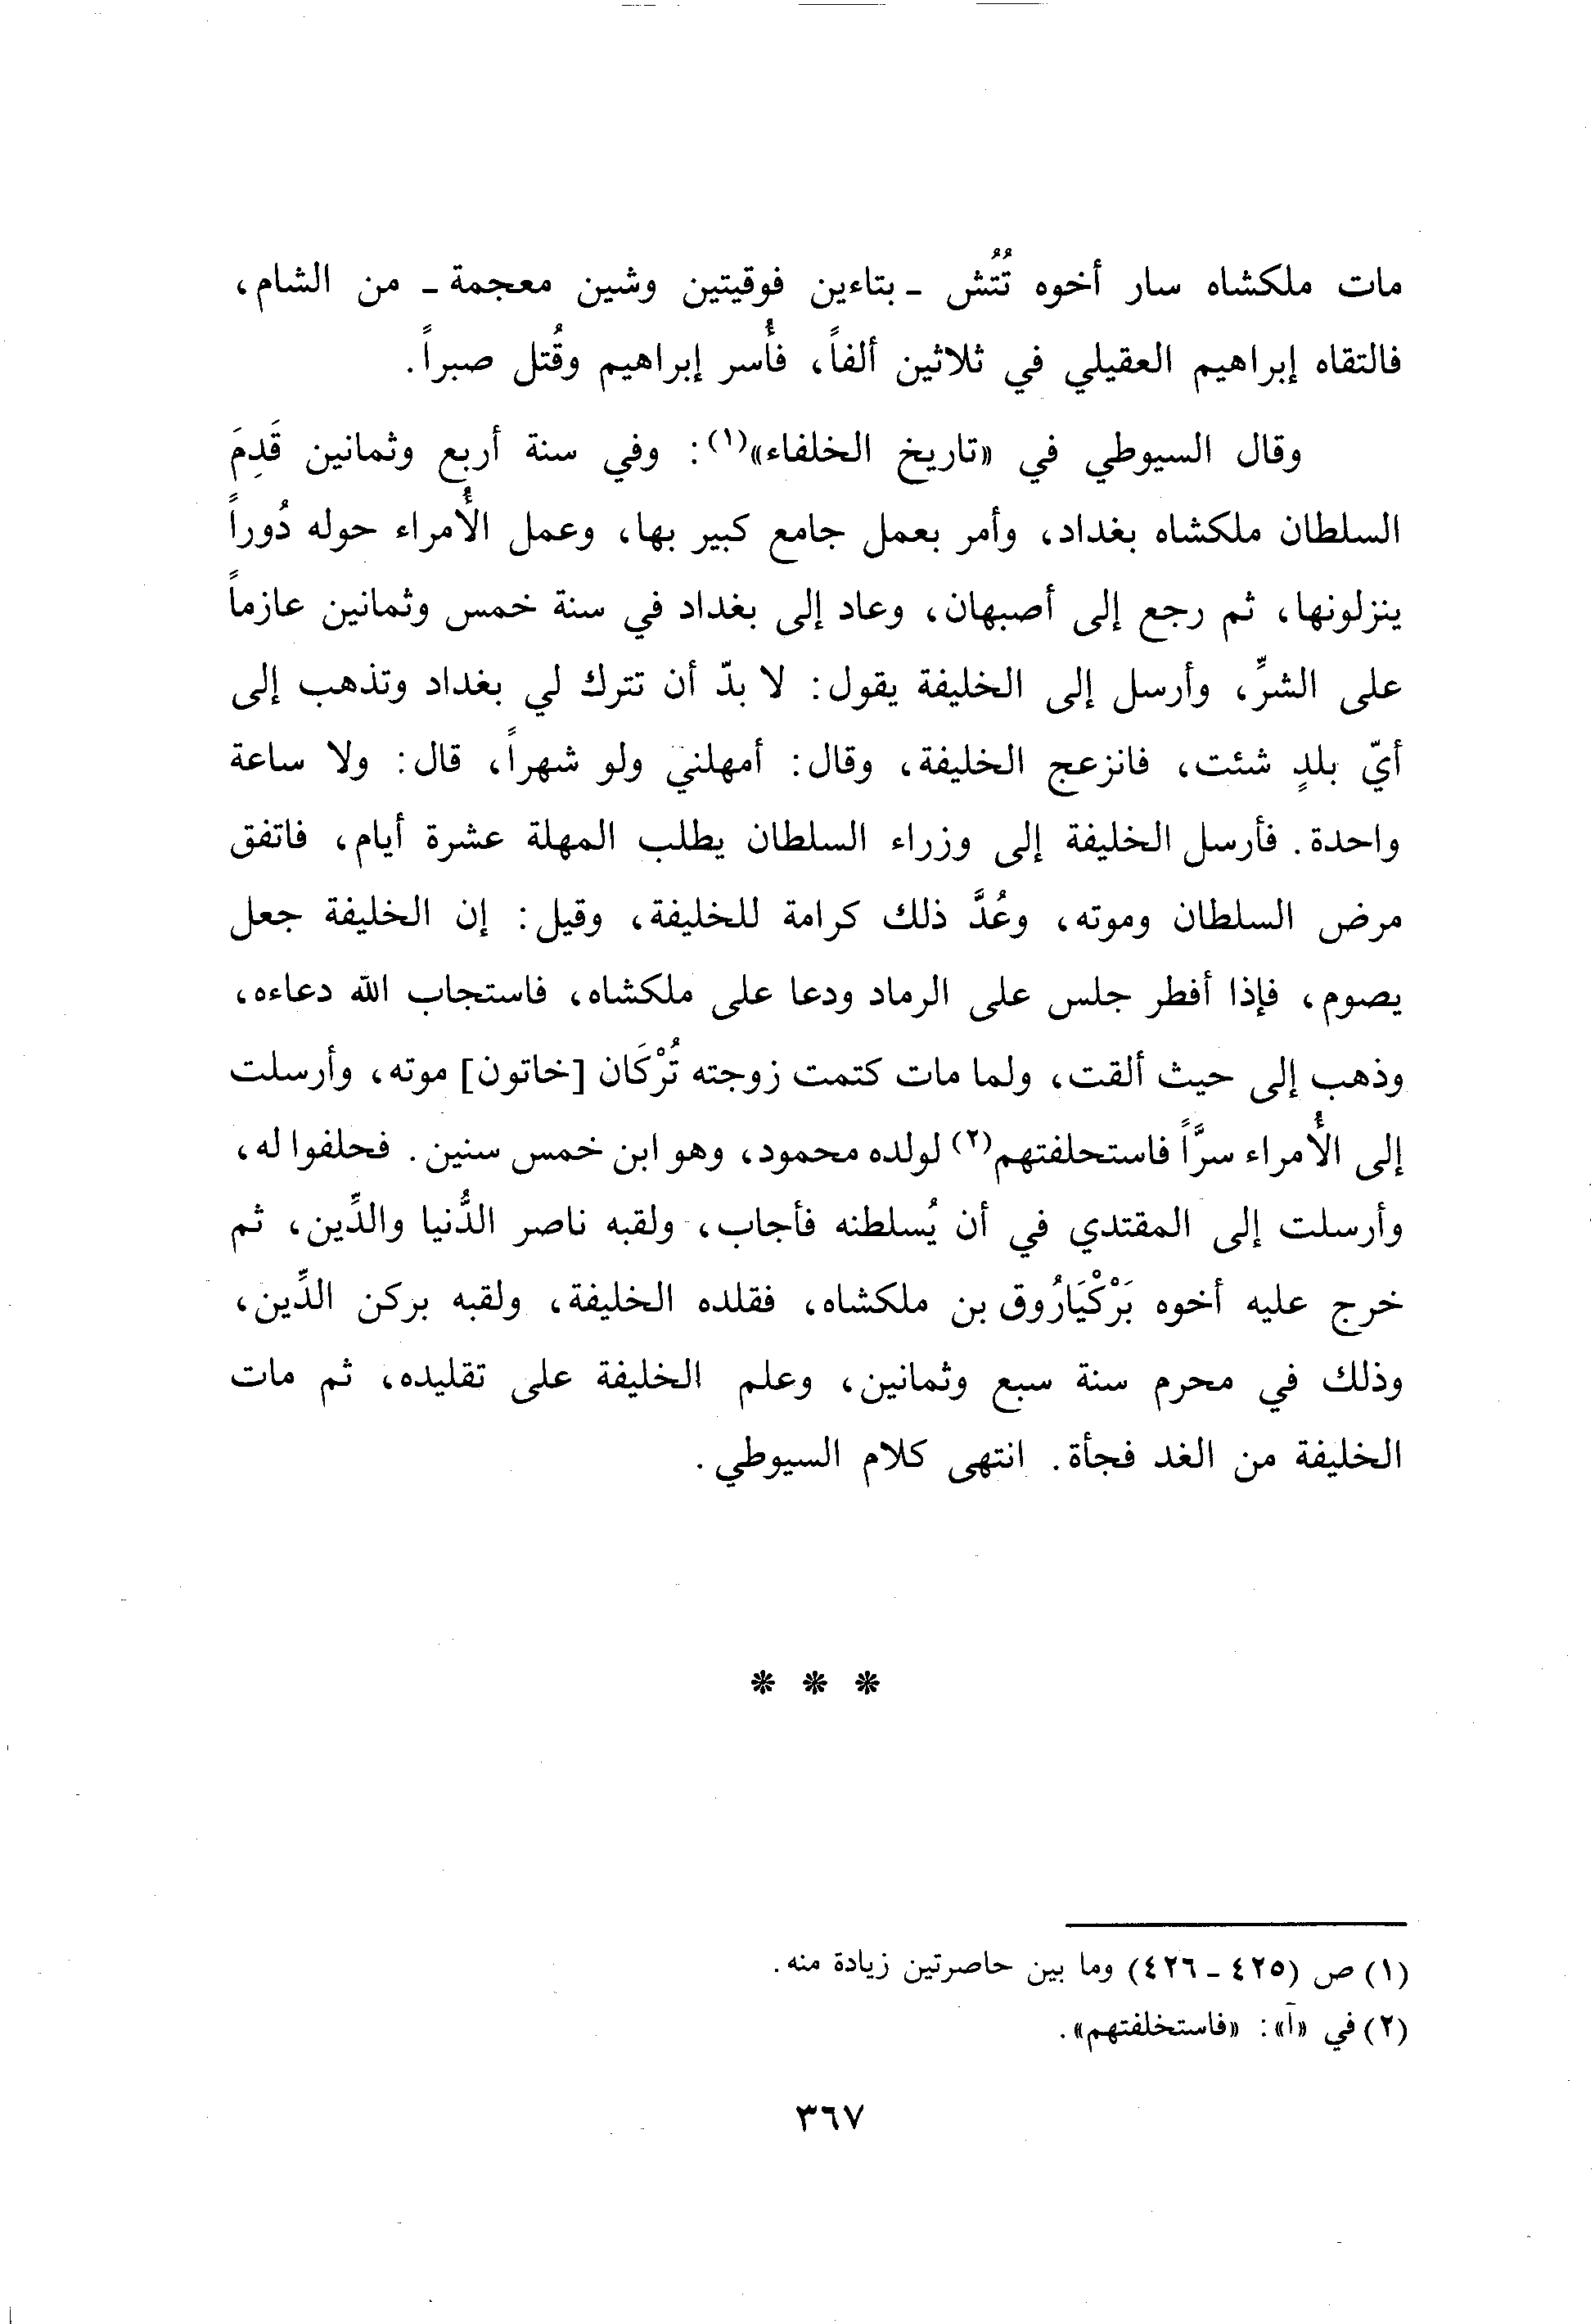 مات ملكشاه سار أخوه تُتُش - بتاءين فوقيتين وشين معجمة - من الشام،
فالتقاه إبراهيم العقيلي في ثلاثين ألفاً، فأُسر إبراهيم وقُتل صبراً.
وقال السيوطي في «تاريخ الخلفاء»(١): وفي سنة أربع وثمانين قَدِمَ
السلطان ملكشاه بغداد، وأمر بعمل جامع كبير بها، وعمل الأُمراء حوله دُوراً
ينزلونها، ثم رجع إلى أصبهان، وعاد إلى بغداد في سنة خمس وثمانين عازماً
على الشرِّ، وأرسل إلى الخليفة يقول: لا بدّ أن تترك لي بغداد وتذهب إلى
أيّ بلدٍ شئت، فانزعج الخليفة، وقال: أمهلني ولو شهراً، قال: ولا ساعة
واحدة. فأرسل الخليفة إلى وزراء السلطان يطلب المهلة عشرة أيام، فاتفق
مرض السلطان وموته، وعُدَّ ذلك كرامة للخليفة، وقيل: إن الخليفة جعل
يصوم، فإذا أفطر جلس على الرماد ودعا على ملكشاه، فاستجاب الله دعاءه،
وذهب إلى حيث ألقت، ولما مات كتمت زوجته تُرْكَان [خاتون] موته، وأرسلت
إلى الأُمراء سرَّاً فاستحلفتهم(٢) لولده محمود، وهو ابن خمس سنين. فحلفوا له،
وأرسلت إلى المقتدي في أن يُسلطنه فأجاب، ولقبه ناصر الدُّنيا والدِّين، ثم
خرج عليه أخوه بَرْكْيَارُوق بن ملكشاه، فقلده الخليفة، ولقبه بركن الدِّين،
وذلك في محرم سنة سبع وثمانين، وعلم الخليفة على تقليده، ثم مات
الخليفة من الغد فجأة. انتهى كلام السيوطي.
* * *
(١) ص (٤٢٥ - ٤٢٦) وما بين حاصرتين زيادة منه.
(٢) في «آ»: «فاستخلفتهم».
٣٦٧